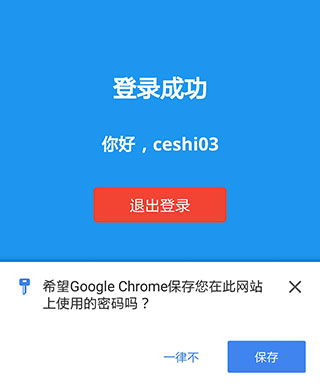 登录成功
你好，ceshi03
退出登录
希望Google Chrome保存您在此网站
上使用的密码吗？
一律不
保存